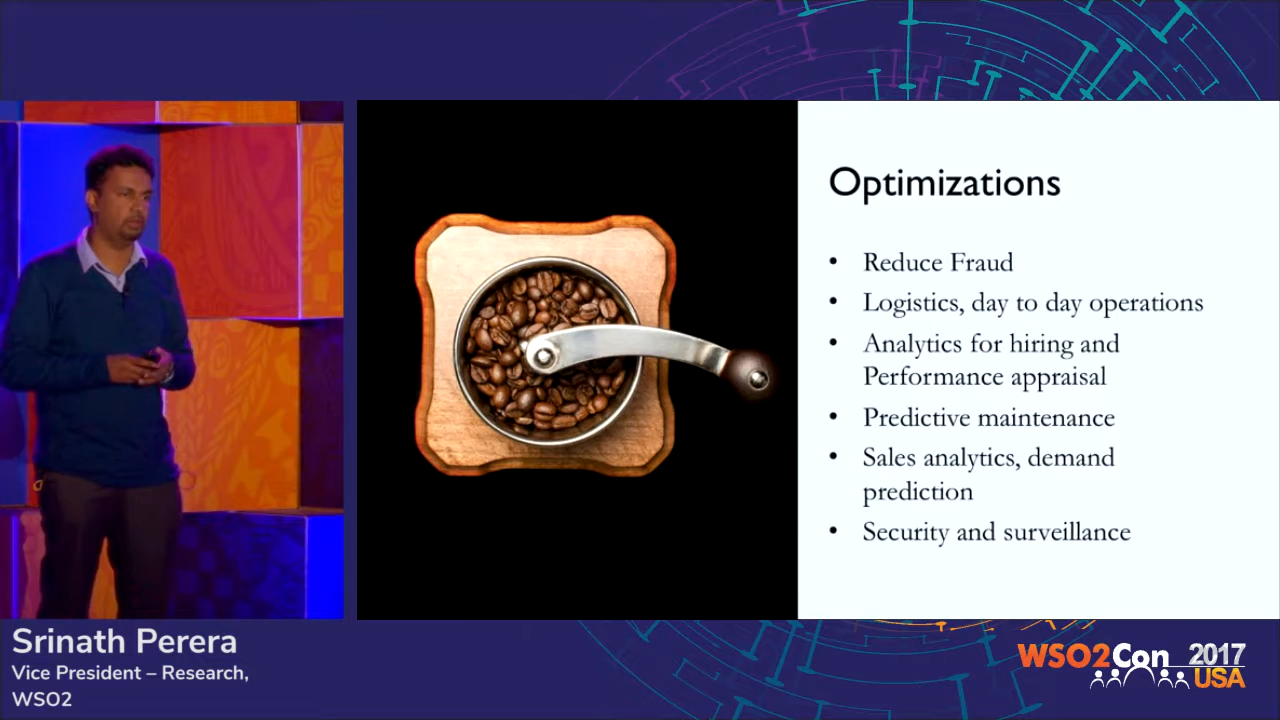 Optimizations
• Reduce Fraud
• Logistics, day to day operations
• Analytics for hiring and
Performance appraisal
• Predictive maintenance
• Sales analytics, demand
prediction
• Security and surveillance
Srinath Perera
Vice President – Research,
WSO2
WSO2Con 2017
USA